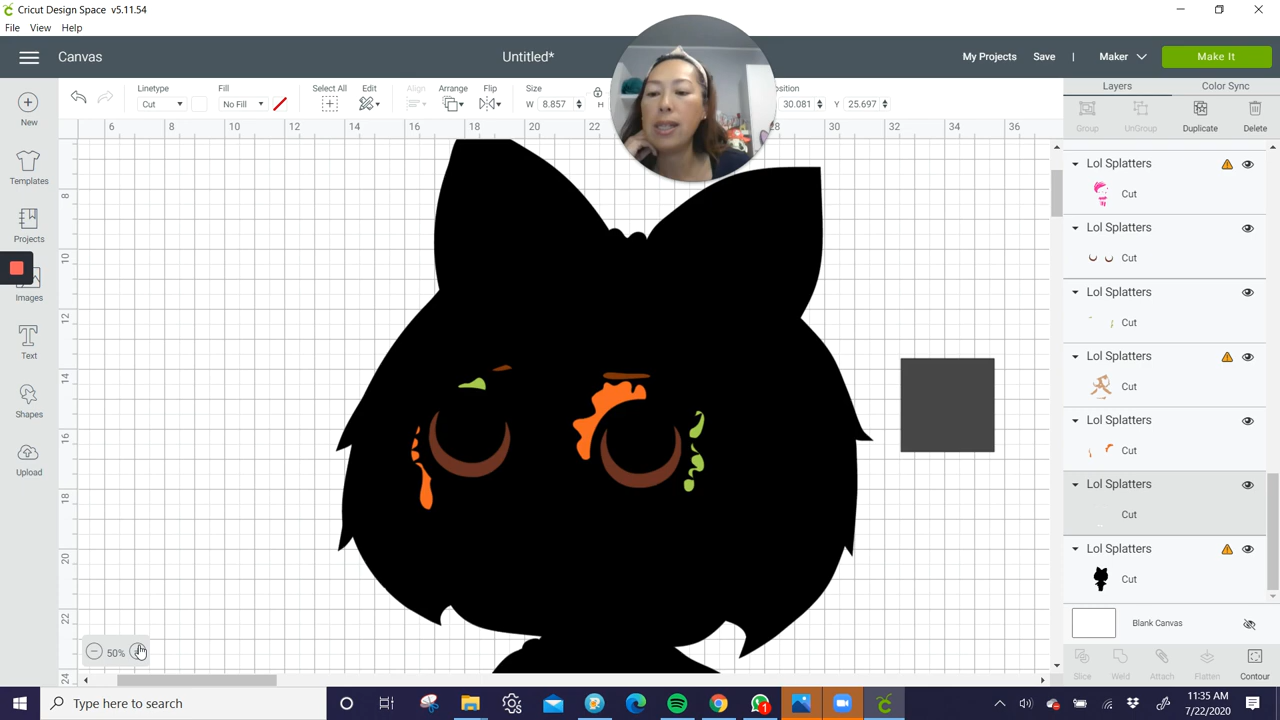 Cricut Design Space v5.11.54
File View Help
Canvas
Untitled*
My Projects Save | Maker Make It
Linetype Fill Select All Edit Align Arrange Flip Size osition
Cut No Fill W 8.857 H 30.081 Y 25.697
Layers Color Sync
Group UnGroup Duplicate Delete
6 8 10 12 14 16 18 20 22 28 30 32 34 36
8
10
12
14
16
18
20
22
24
New
Templates
Projects
Images
Text
Shapes
Upload
50%
Lol Splatters
Cut
Lol Splatters
Cut
Lol Splatters
Cut
Lol Splatters
Cut
Lol Splatters
Cut
Lol Splatters
Cut
Lol Splatters
Cut
Blank Canvas
Slice Weld Attach Flatten Contour
Type here to search
1
11:35 AM
7/22/2020